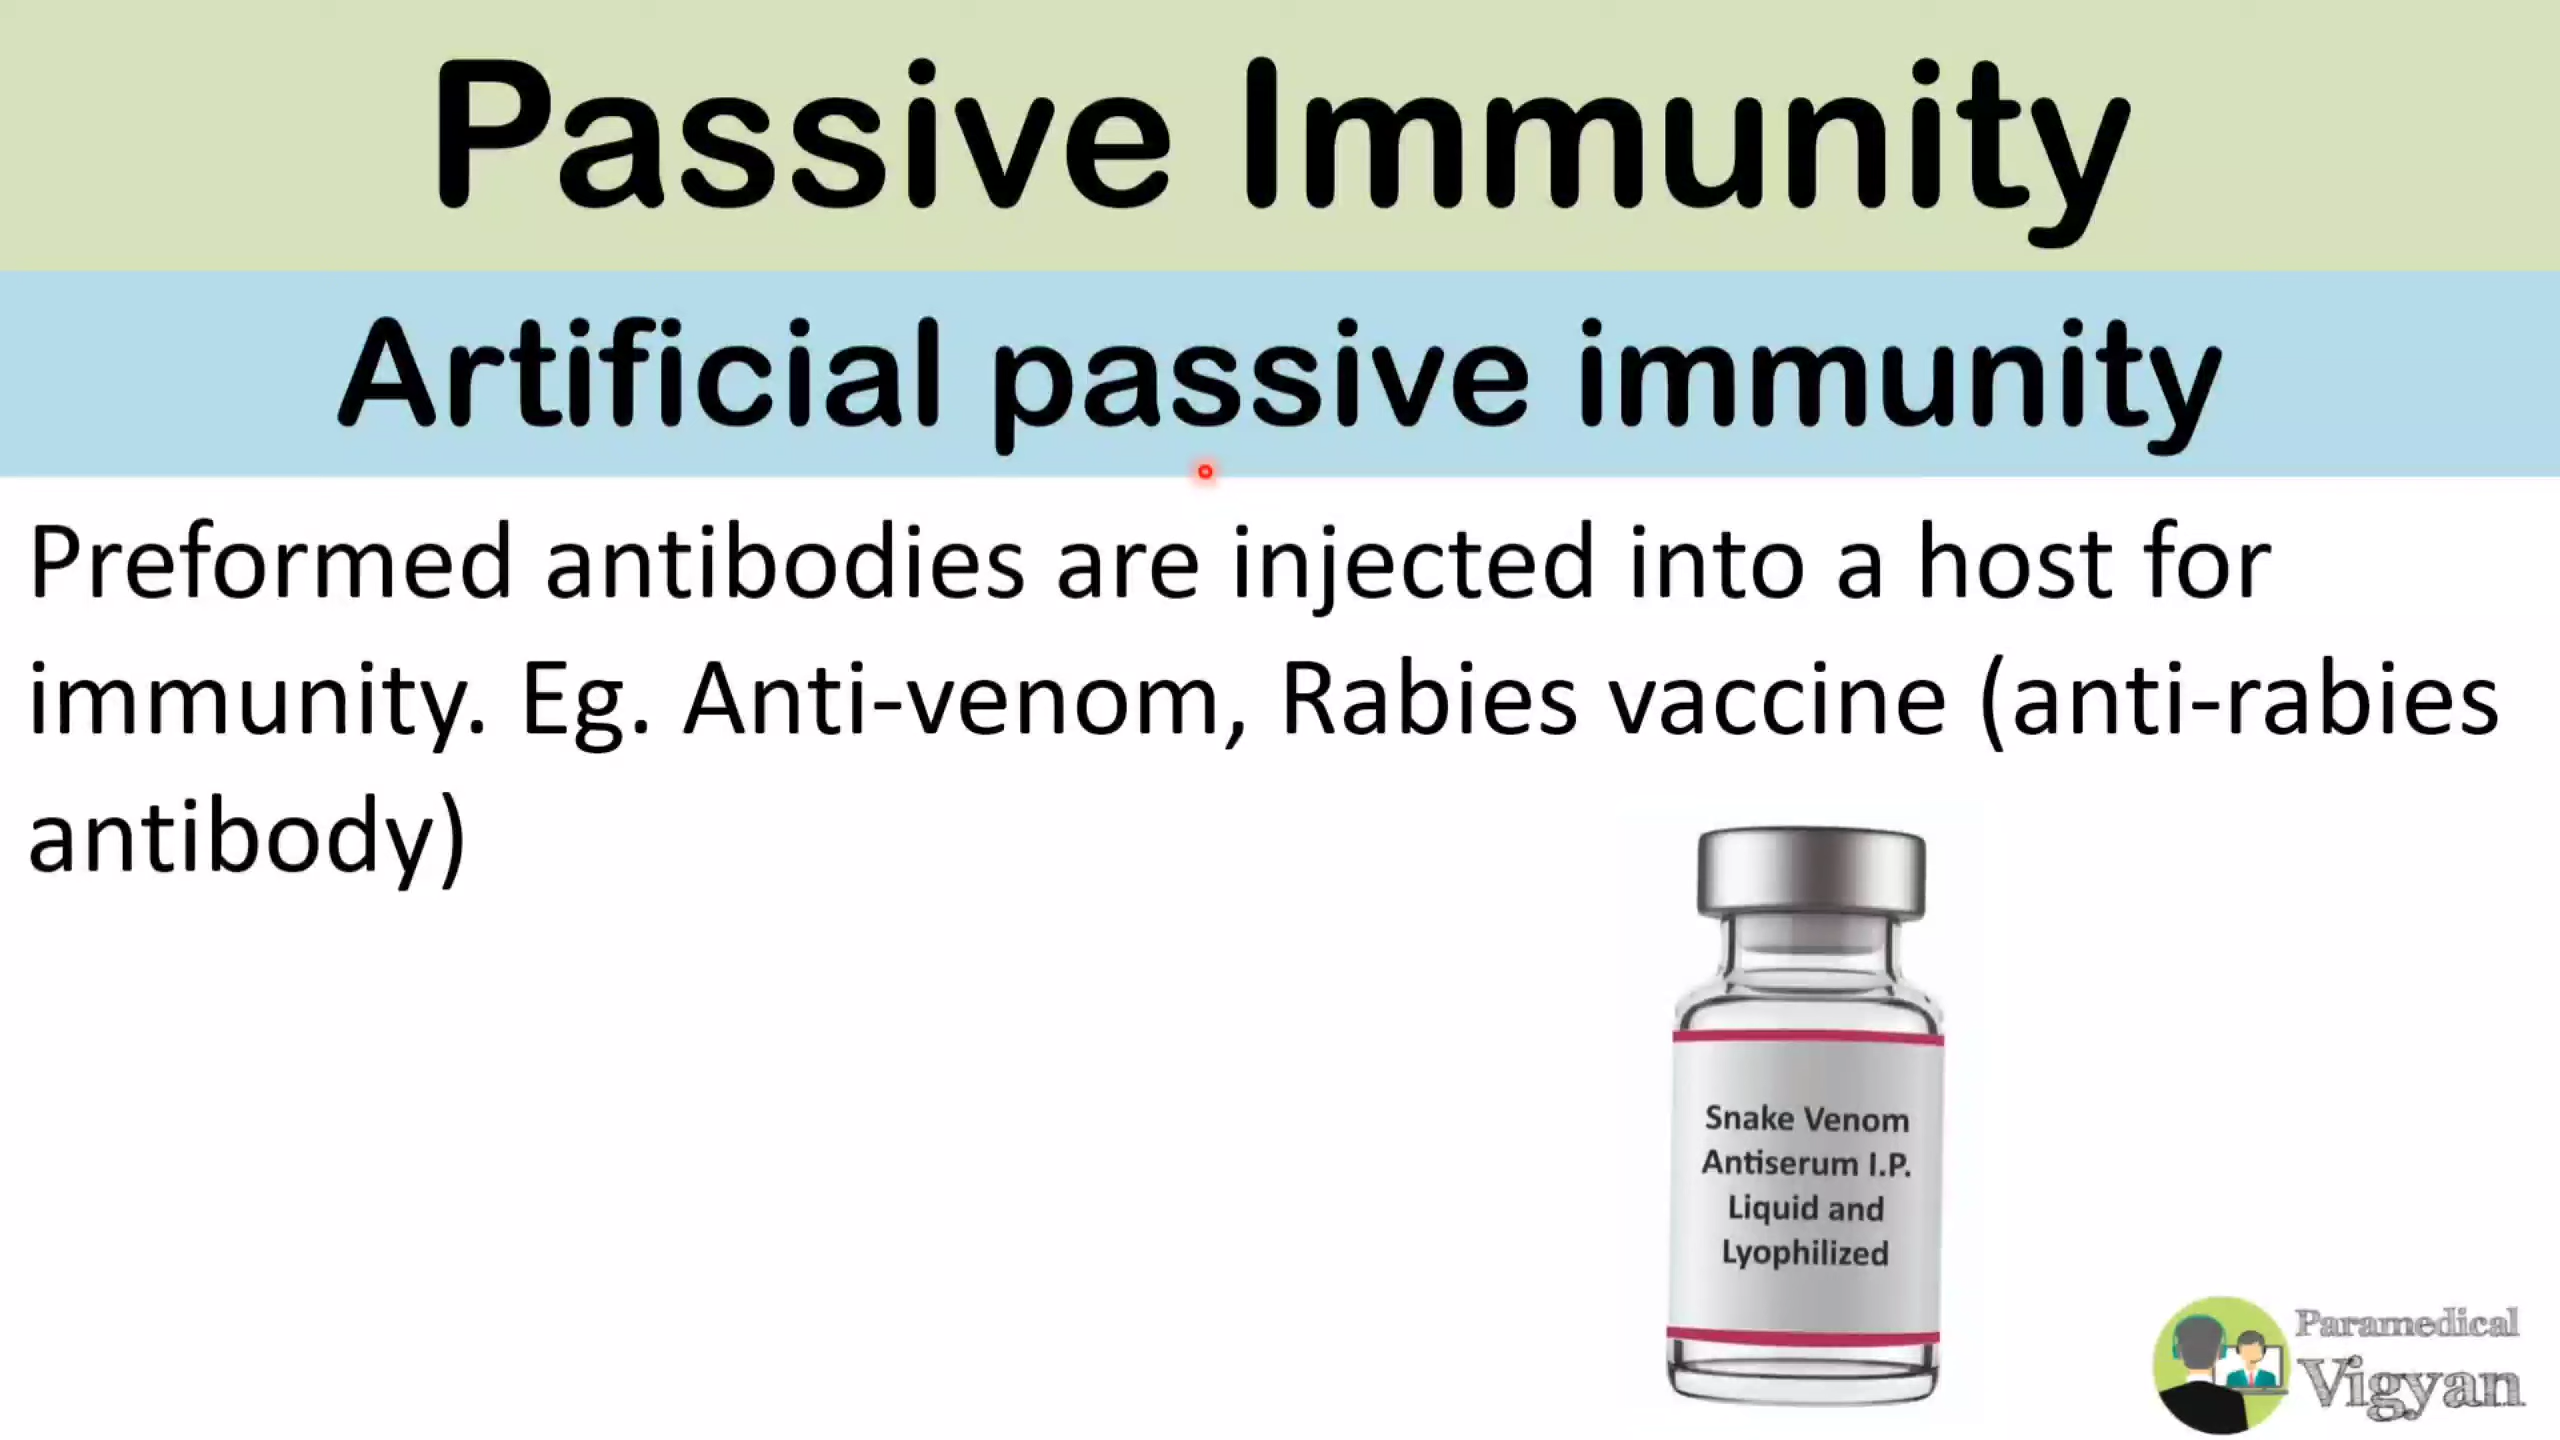 Passive Immunity
Artificial passive immunity
Preformed antibodies are injected into a host for
immunity. Eg. Anti-venom, Rabies vaccine (anti-rabies
antibody)
Snake Venom
Antiserum I.P.
Liquid and
Lyophilized
Paramedical
Vigyan